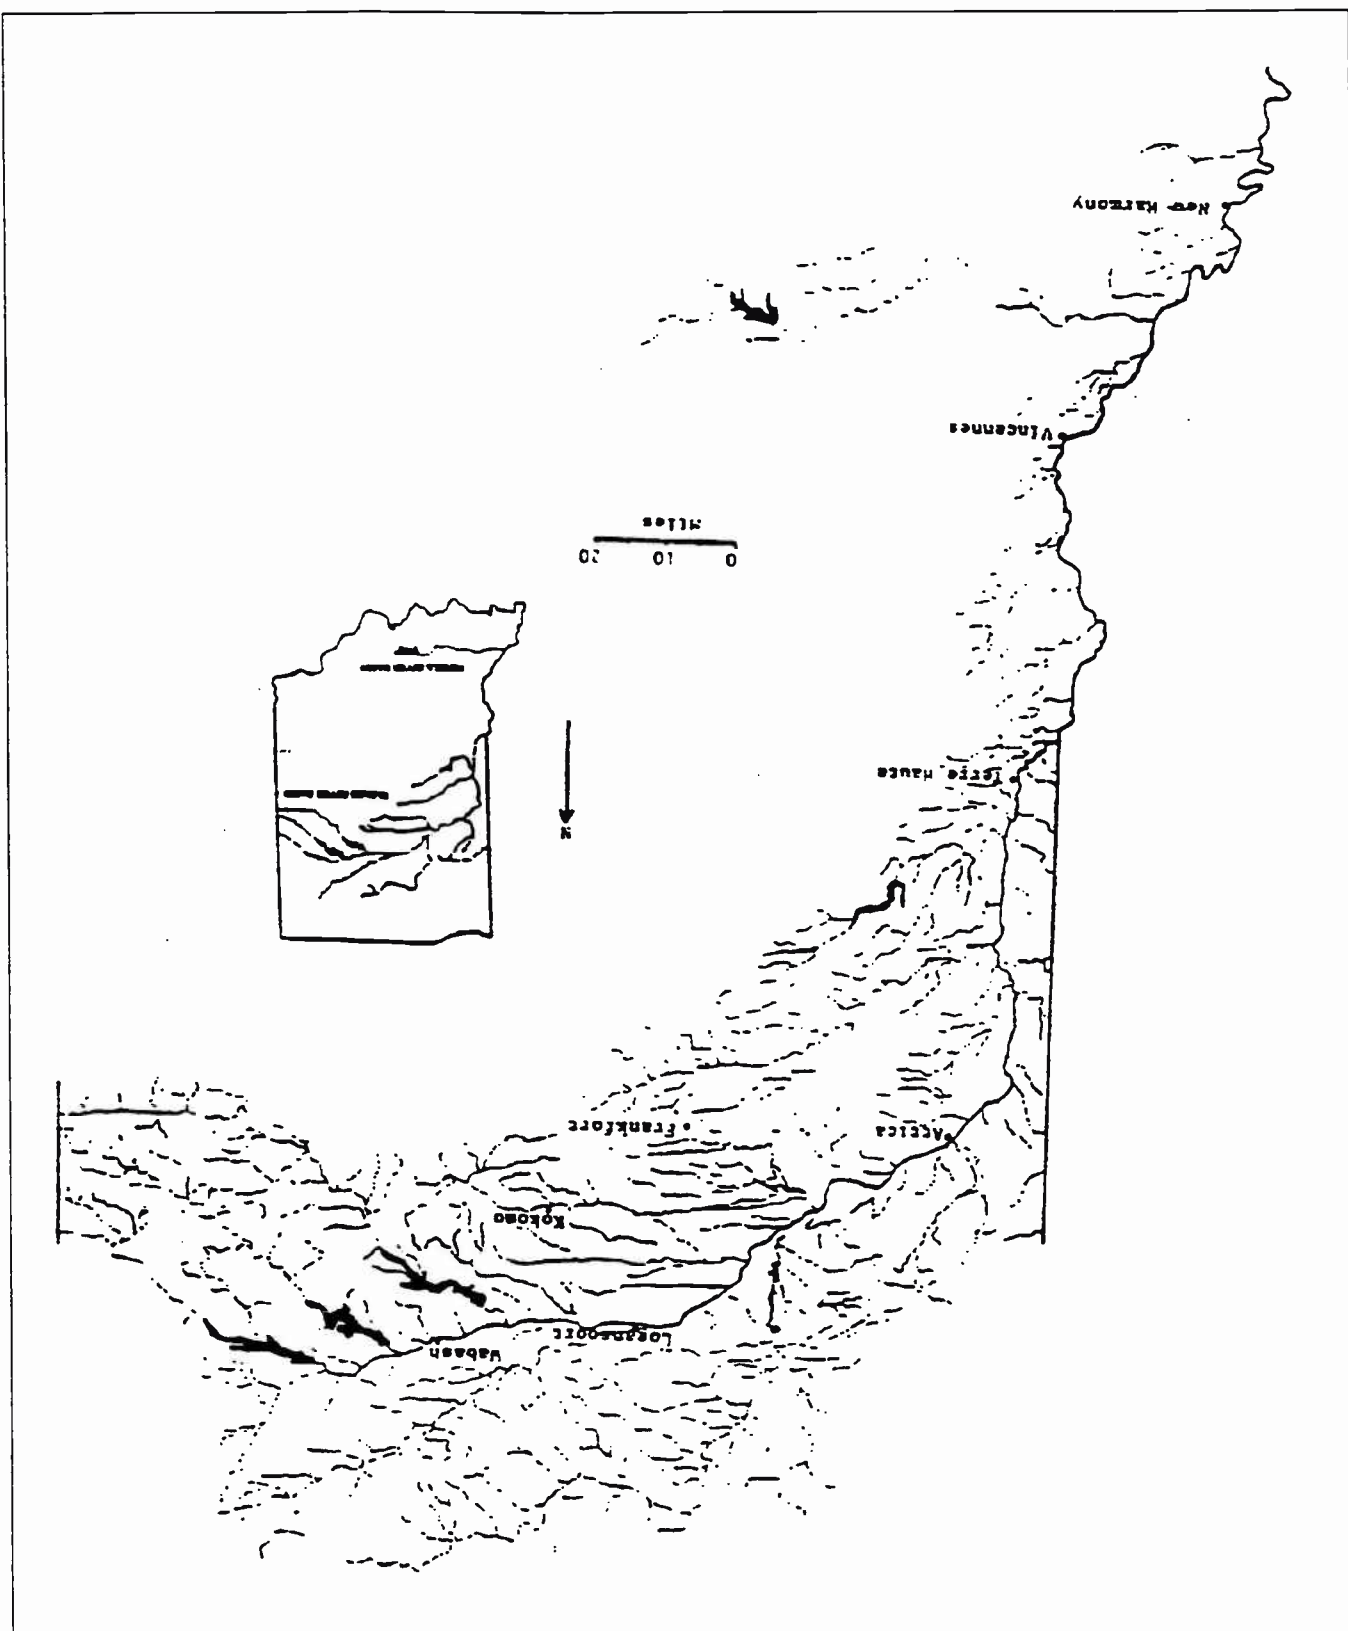 Wabash
Logansport
Kokomo
Attica
Frankfort
N
Terre Haute
0 10 20
Miles
Vincennes
New Harmony